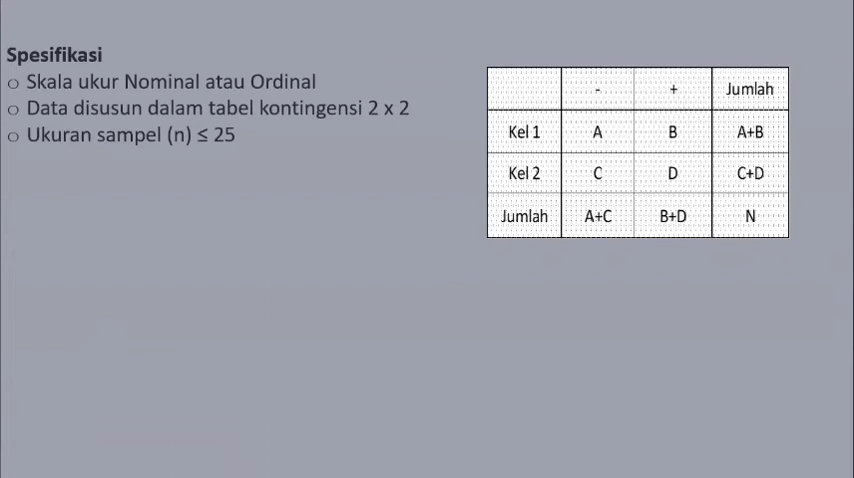 Spesifikasi
o Skala ukur Nominal atau Ordinal
o Data disusun dalam tabel kontingensi 2 x 2
o Ukuran sampel (n) ≤ 25
- + Jumlah
Kel 1 A B A+B
Kel 2 C D C+D
Jumlah A+C B+D N